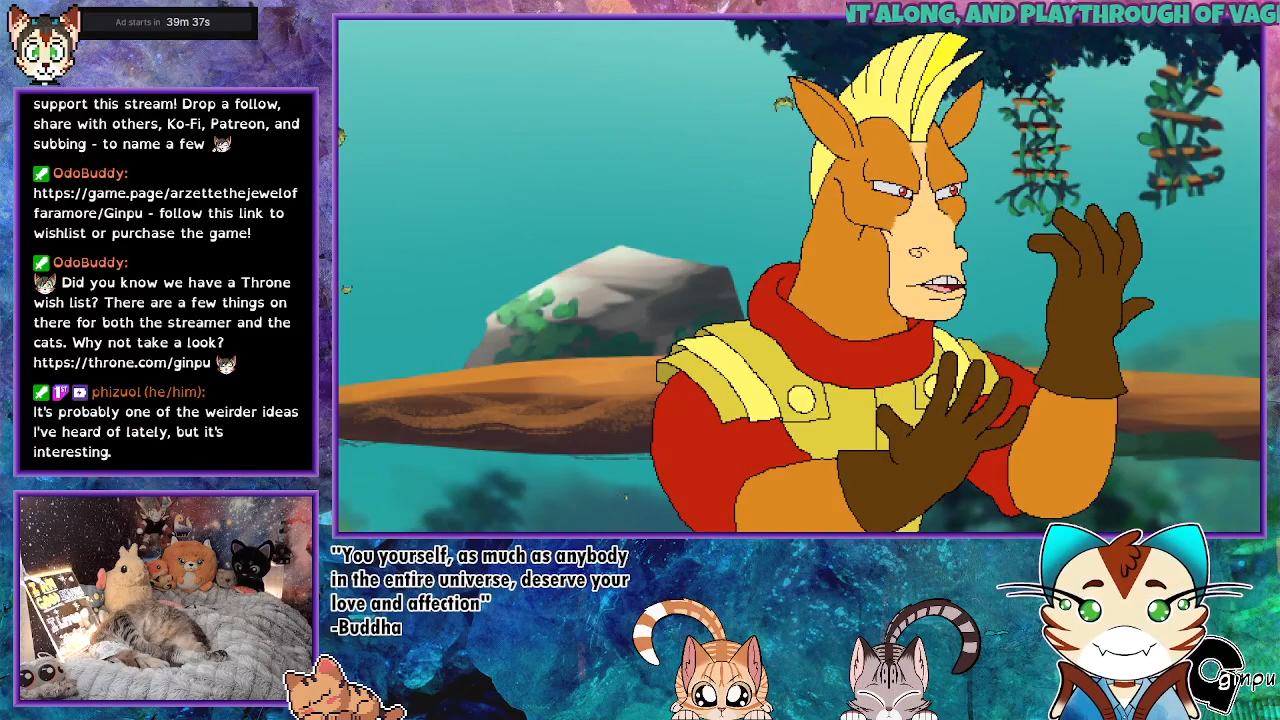 Ad starts in 39m 37s
NT ALONG, AND PLAYTHROUGH OF VAG
support this stream! Drop a follow,
share with others, Ko-Fi, Patreon, and
subbing - to name a few
OdoBuddy:
https://game.page/arzettethejewelof
faramore/Ginpu - follow this link to
wishlist or purchase the game!
OdoBuddy:
Did you know we have a Throne
wish list? There are a few things on
there for both the streamer and the
cats. Why not take a look?
https://throne.com/ginpu
1ST phizuol (he/him):
It's probably one of the weirder ideas
I've heard of lately, but it's
interesting.
"You yourself, as much as anybody
in the entire universe, deserve your
love and affection"
-Buddha
Ginpu